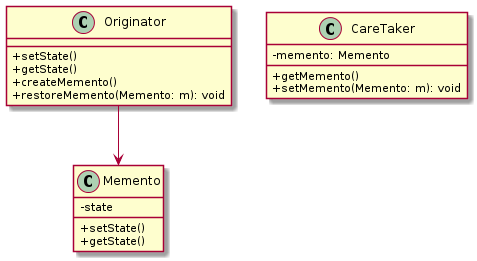 C Originator
+setState()
+getState()
+createMemento()
+restoreMemento(Memento: m): void
C CareTaker
-memento: Memento
+getMemento()
+setMemento(Memento: m): void
C Memento
-state
+setState()
+getState()